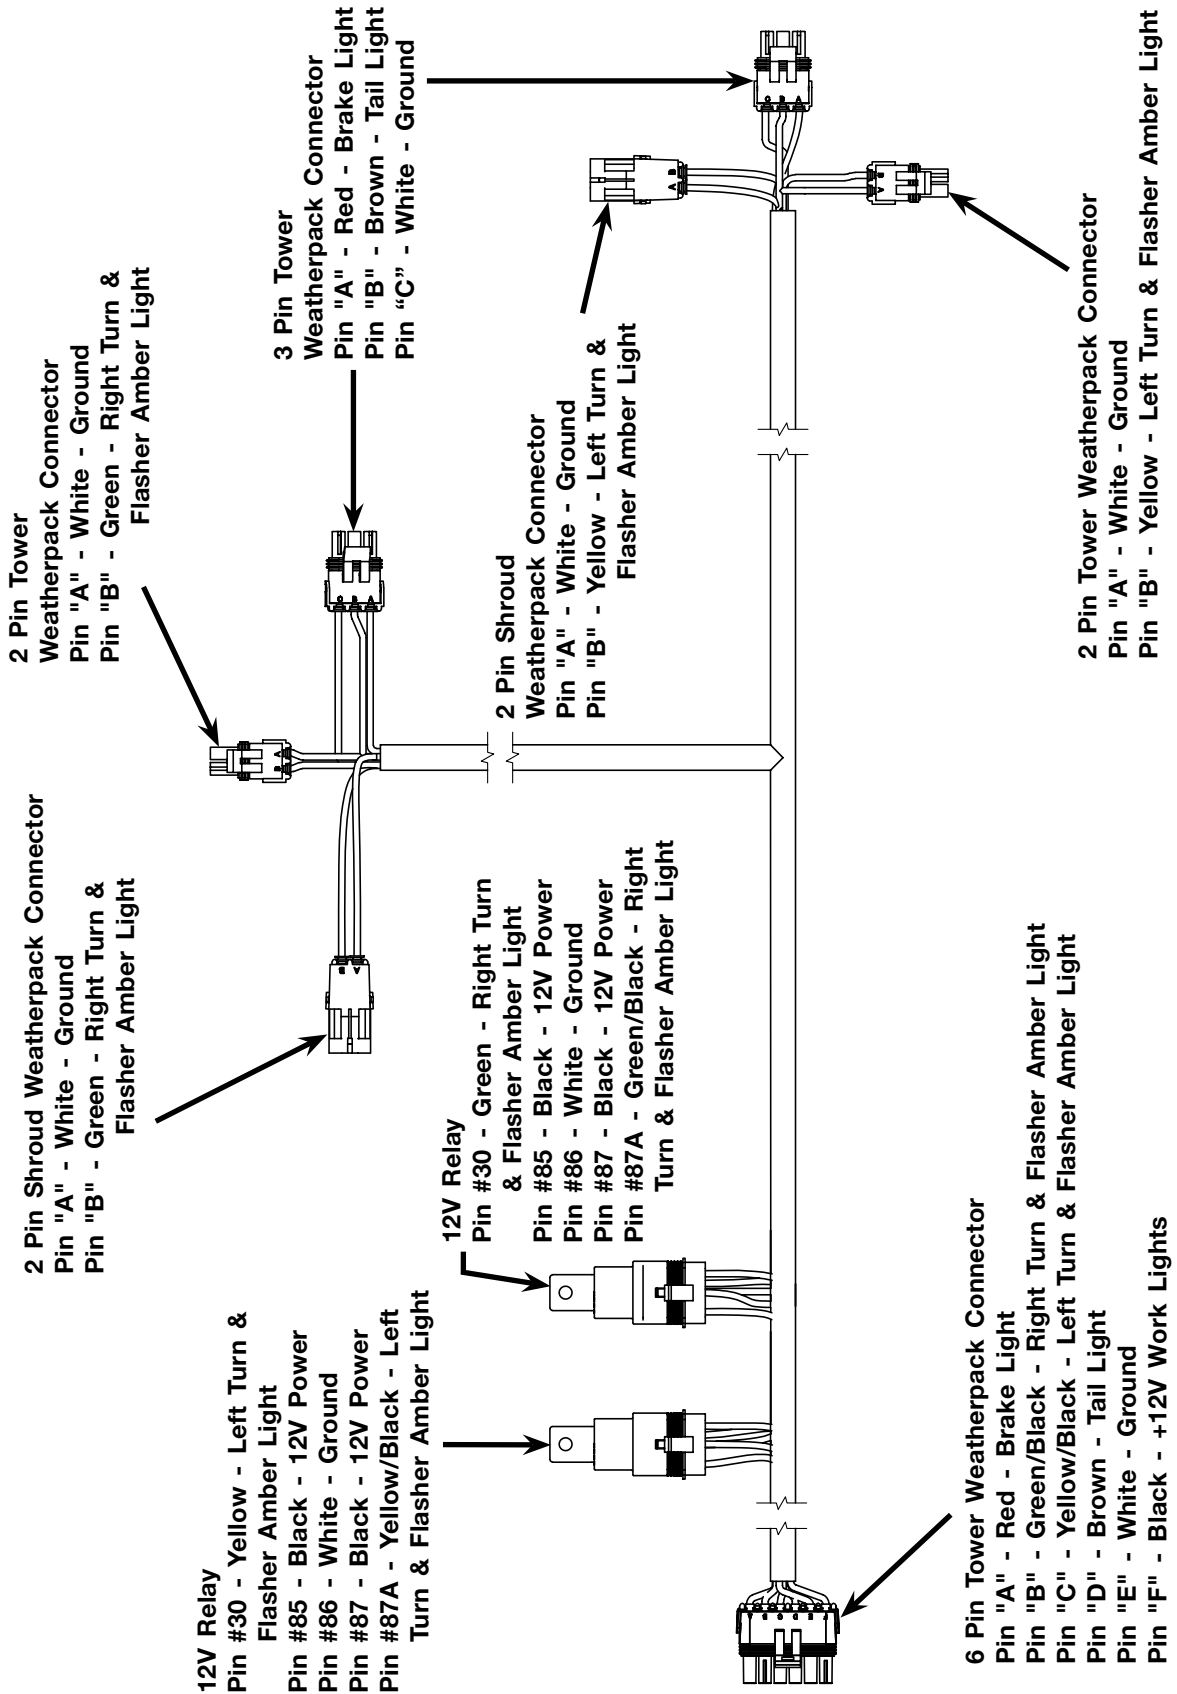 2 Pin Tower
Weatherpack Connector
Pin "A" - White - Ground
Pin "B" - Green - Right Turn &
Flasher Amber Light
3 Pin Tower
Weatherpack Connector
Pin "A" - Red - Brake Light
Pin "B" - Brown - Tail Light
Pin “C” - White - Ground
2 Pin Shroud Weatherpack Connector
Pin "A" - White - Ground
Pin "B" - Green - Right Turn &
Flasher Amber Light
2 Pin Shroud
Weatherpack Connector
Pin "A" - White - Ground
Pin "B" - Yellow - Left Turn &
Flasher Amber Light
12V Relay
Pin #30 - Yellow - Left Turn &
Flasher Amber Light
Pin #85 - Black - 12V Power
Pin #86 - White - Ground
Pin #87 - Black - 12V Power
Pin #87A - Yellow/Black - Left
Turn & Flasher Amber Light
12V Relay
Pin #30 - Green - Right Turn
& Flasher Amber Light
Pin #85 - Black - 12V Power
Pin #86 - White - Ground
Pin #87 - Black - 12V Power
Pin #87A - Green/Black - Right
Turn & Flasher Amber Light
6 Pin Tower Weatherpack Connector
Pin "A" - Red - Brake Light
Pin "B" - Green/Black - Right Turn & Flasher Amber Light
Pin "C" - Yellow/Black - Left Turn & Flasher Amber Light
Pin "D" - Brown - Tail Light
Pin "E" - White - Ground
Pin "F" - Black - +12V Work Lights
2 Pin Tower Weatherpack Connector
Pin "A" - White - Ground
Pin "B" - Yellow - Left Turn & Flasher Amber Light
B A
C B A
B A
A B
C B A
A B